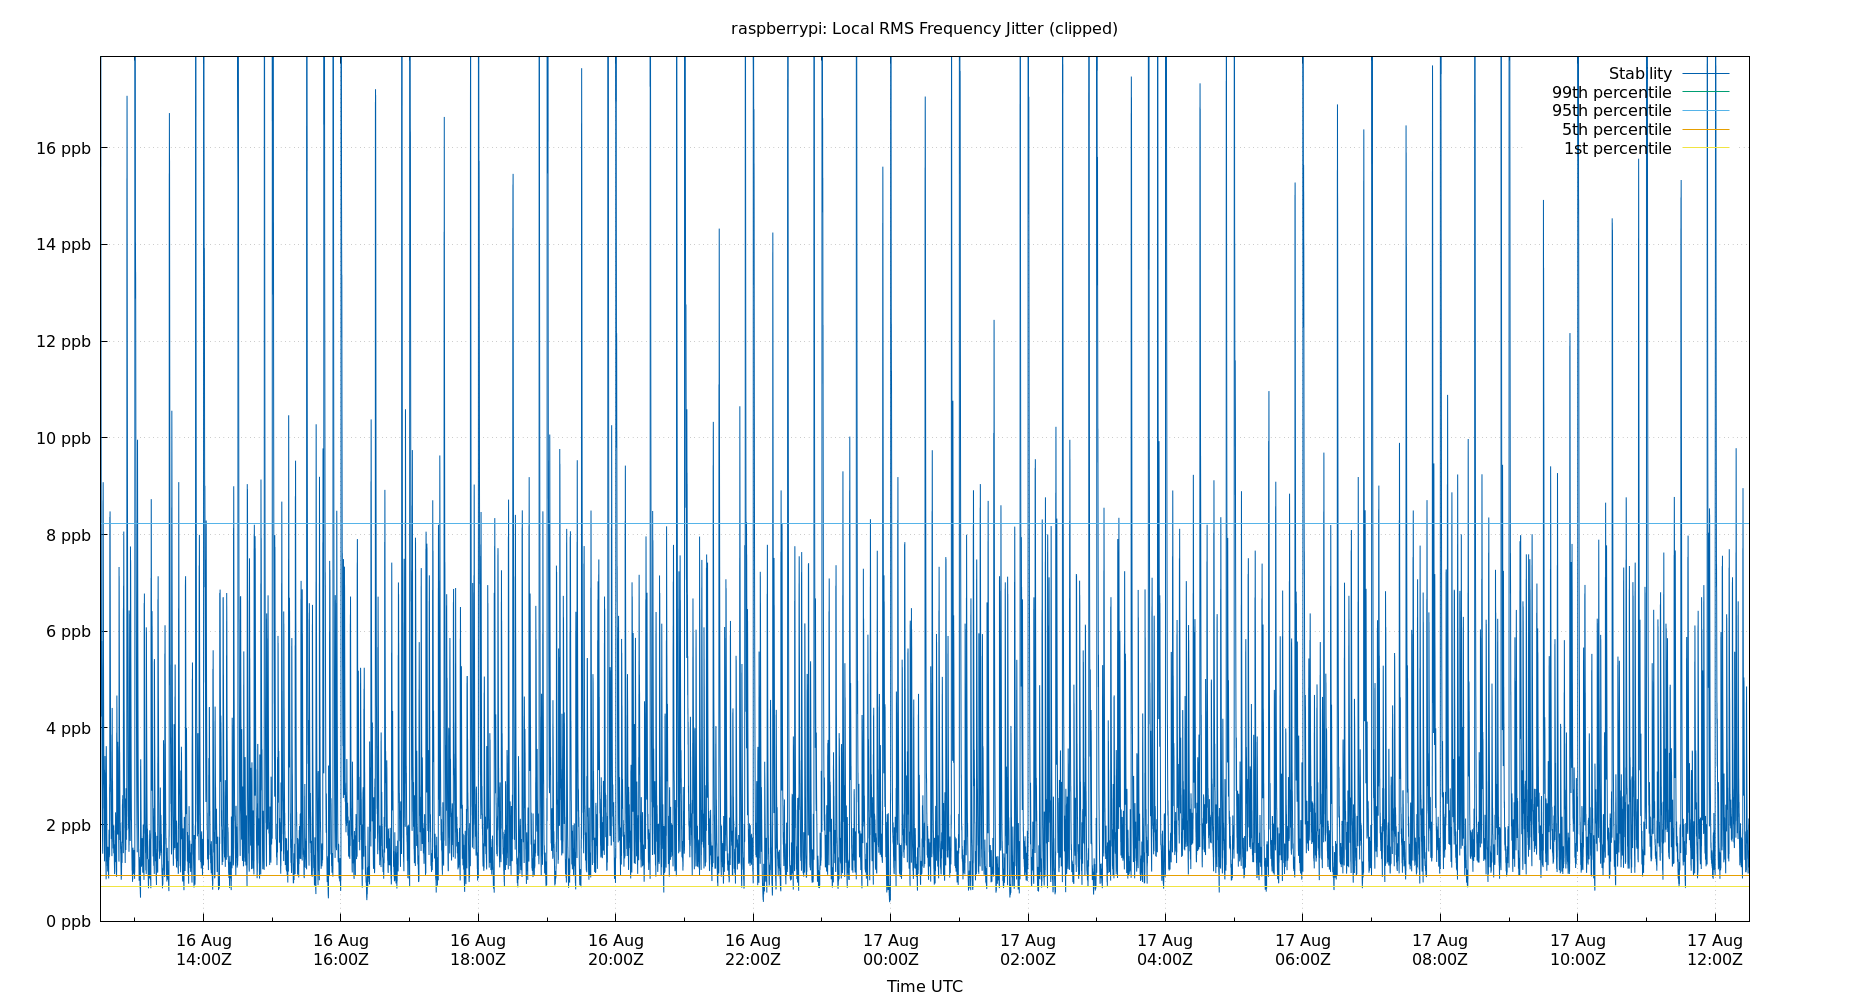 raspberrypi: Local RMS Frequency Jitter (clipped)
Stability
99th percentile
95th percentile
5th percentile
1st percentile
16 ppb
14 ppb
12 ppb
10 ppb
8 ppb
6 ppb
4 ppb
2 ppb
0 ppb
16 Aug 16 Aug 16 Aug 16 Aug 16 Aug 17 Aug 17 Aug 17 Aug 17 Aug 17 Aug 17 Aug 17 Aug
14:00Z 16:00Z 18:00Z 20:00Z 22:00Z 00:00Z 02:00Z 04:00Z 06:00Z 08:00Z 10:00Z 12:00Z
Time UTC